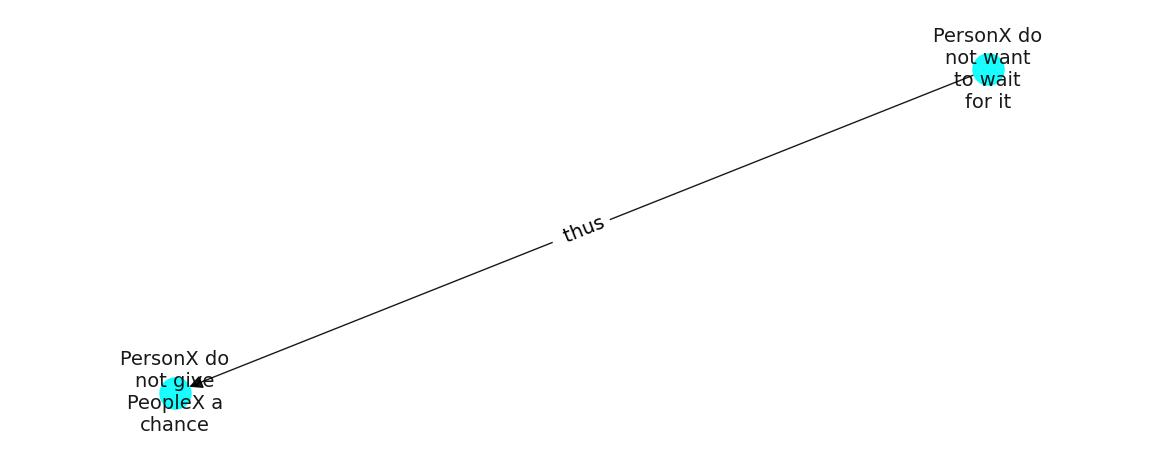 PersonX do
not want
to wait
for it
thus
PersonX do
not give
PeopleX a
chance